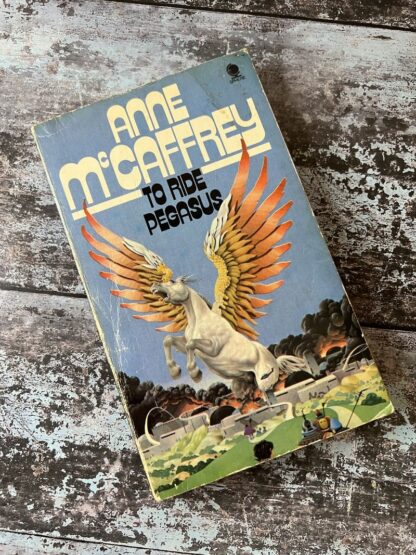 ANNE
McCAFFREY
TO RIDE
PEGASUS